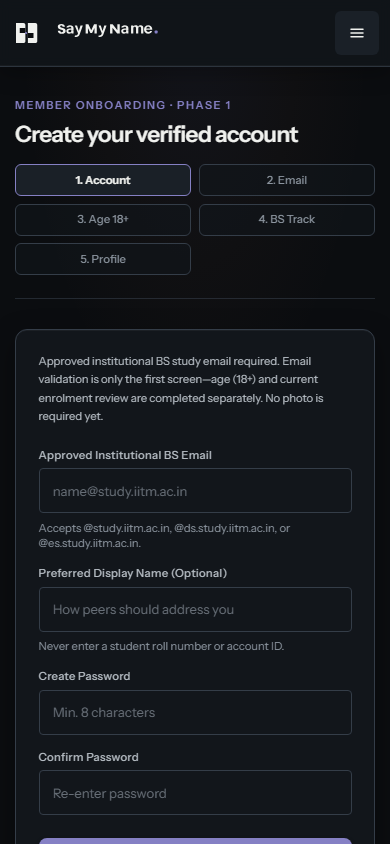 Say My Name.
MEMBER ONBOARDING · PHASE 1
Create your verified account
1. Account
2. Email
3. Age 18+
4. BS Track
5. Profile
Approved institutional BS study email required. Email
validation is only the first screen—age (18+) and current
enrolment review are completed separately. No photo is
required yet.
Approved Institutional BS Email
name@study.iitm.ac.in
Accepts @study.iitm.ac.in, @ds.study.iitm.ac.in, or
@es.study.iitm.ac.in.
Preferred Display Name (Optional)
How peers should address you
Never enter a student roll number or account ID.
Create Password
Min. 8 characters
Confirm Password
Re-enter password